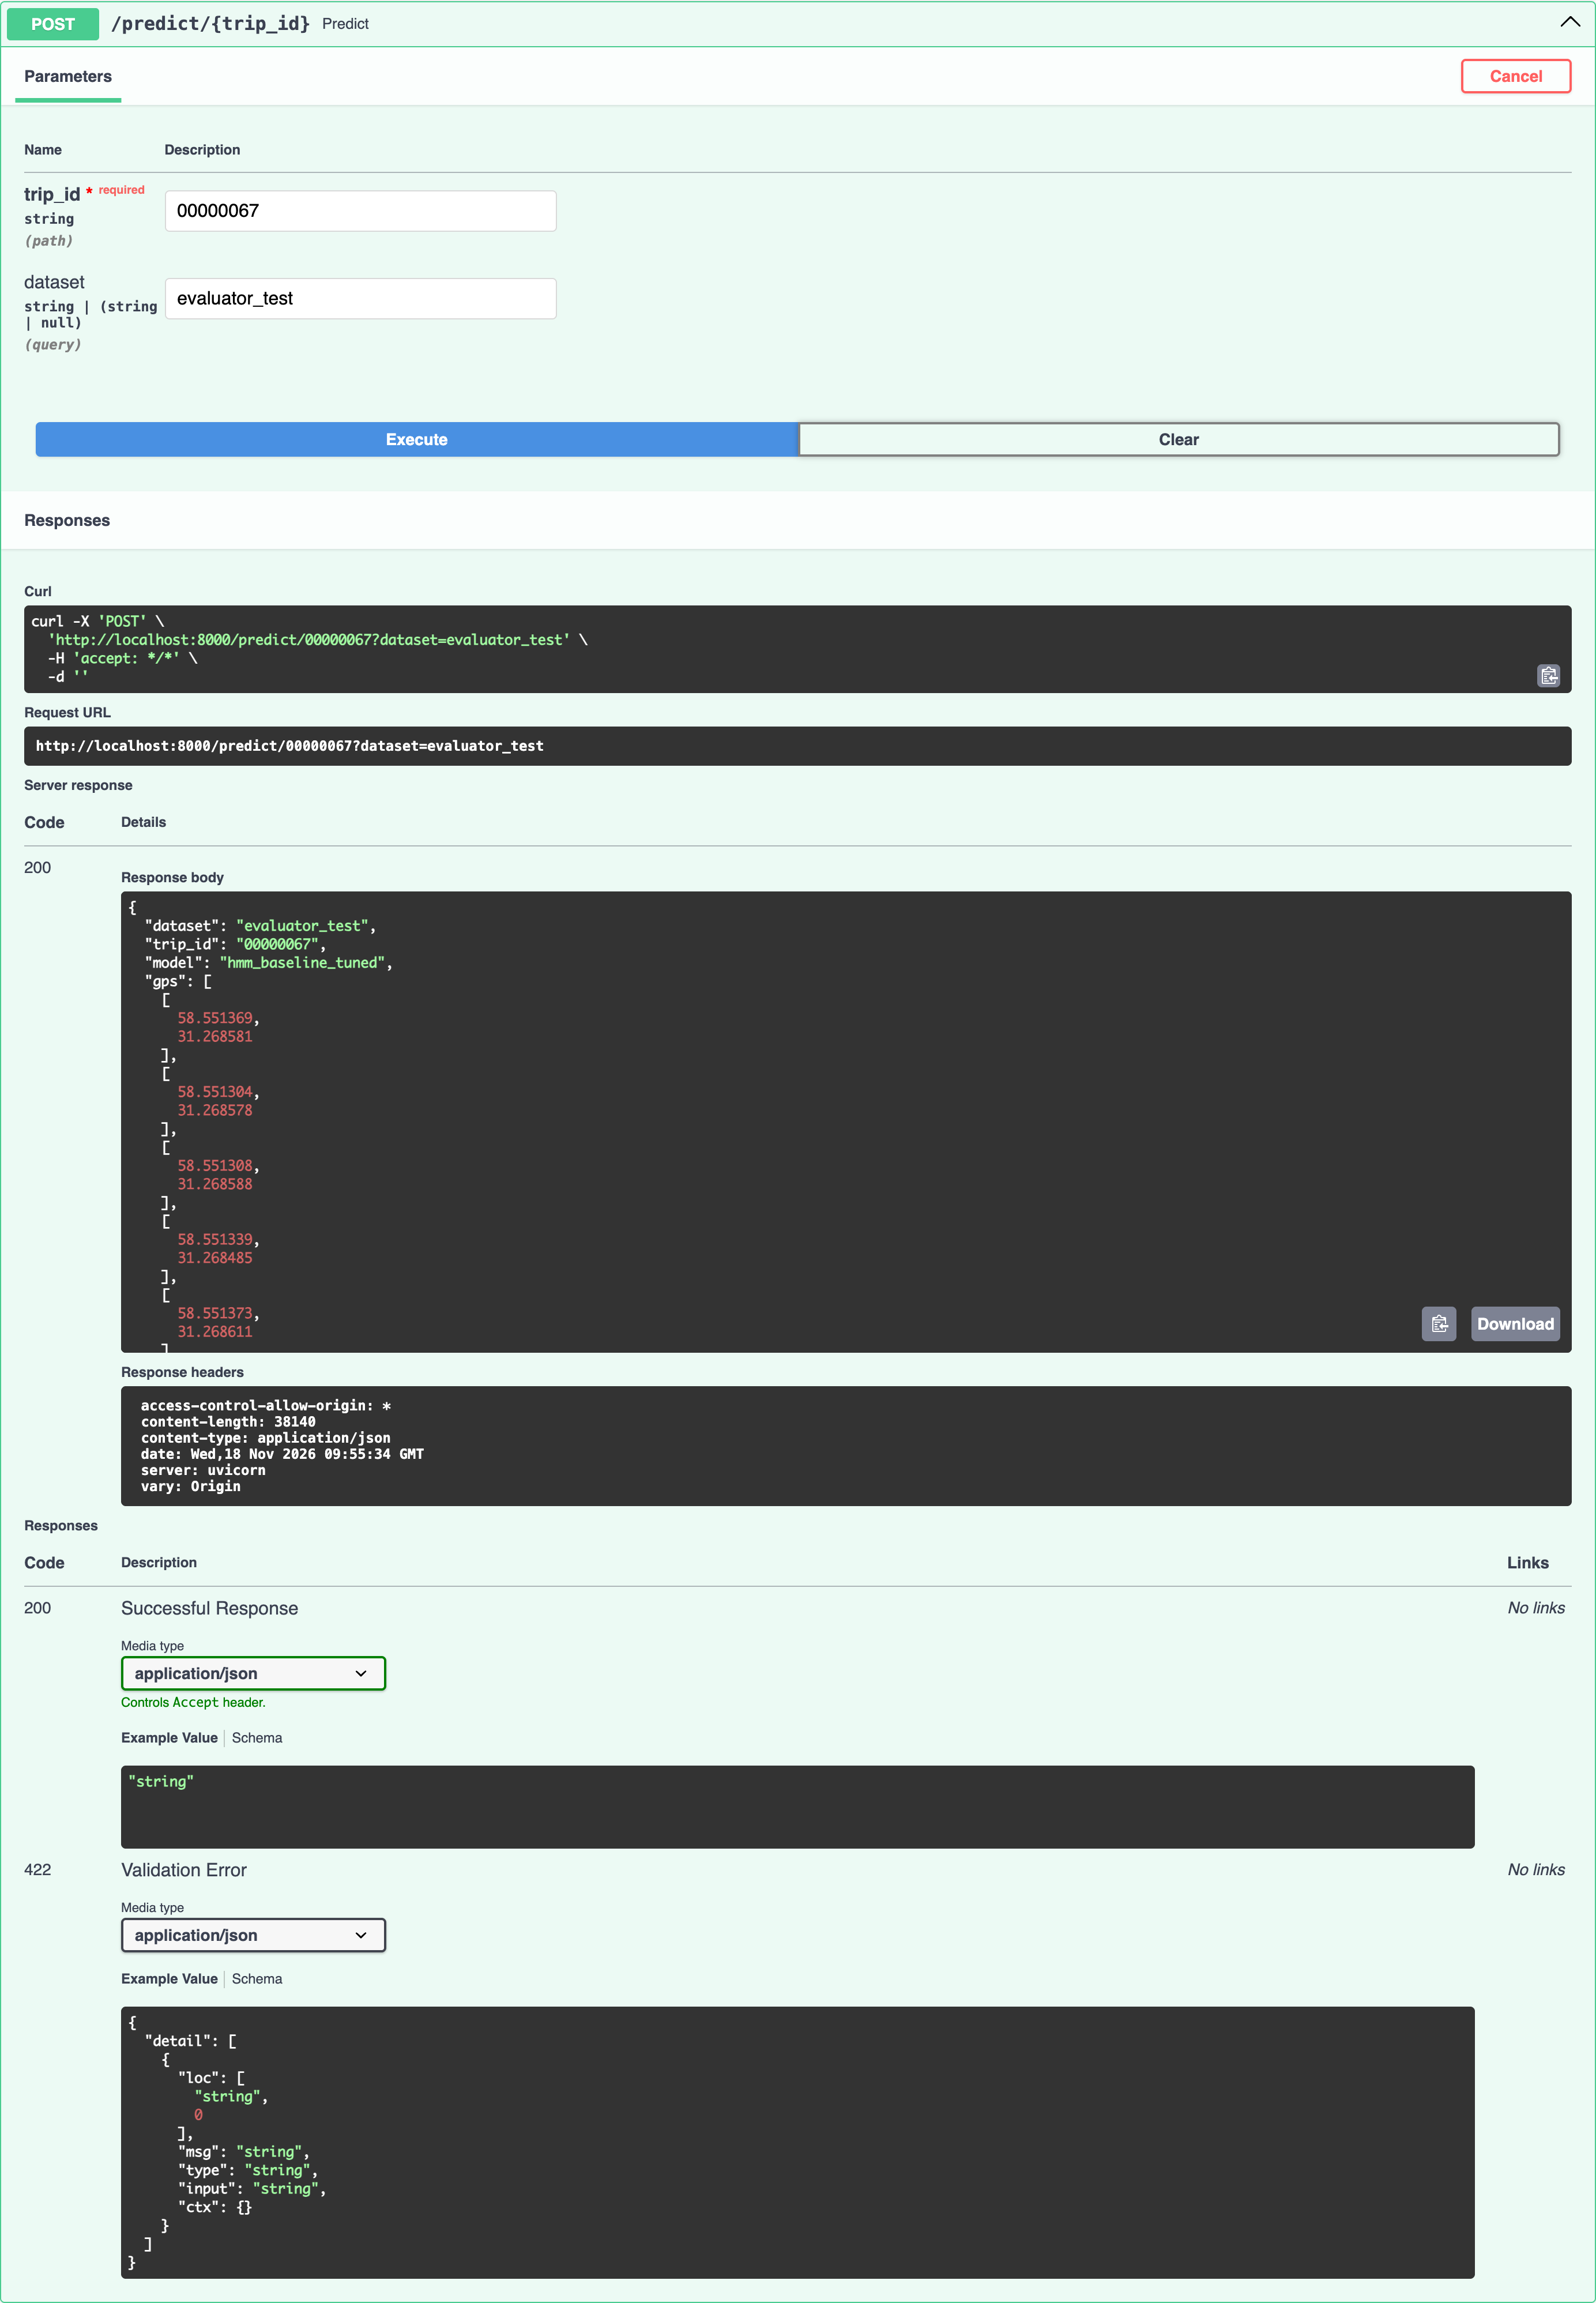 POST /predict/{trip_id} Predict
Parameters
Cancel
Name Description
trip_id * required
string
(path)
00000067
dataset
string | (string
| null)
(query)
evaluator_test
Execute Clear
Responses
Curl
curl -X 'POST' \
'http://localhost:8000/predict/00000067?dataset=evaluator_test' \
-H 'accept: */*' \
-d ''
Request URL
http://localhost:8000/predict/00000067?dataset=evaluator_test
Server response
Code Details
200
Response body
{
"dataset": "evaluator_test",
"trip_id": "00000067",
"model": "hmm_baseline_tuned",
"gps": [
[
58.551369,
31.268581
],
[
58.551304,
31.268578
],
[
58.551308,
31.268588
],
[
58.551339,
31.268485
],
[
58.551373,
31.268611
]
Download
Response headers
access-control-allow-origin: *
content-length: 38140
content-type: application/json
date: Wed,18 Nov 2026 09:55:34 GMT
server: uvicorn
vary: Origin
Responses
Code Description Links
200 Successful Response No links
Media type
application/json
Controls Accept header.
Example Value Schema
"string"
422 Validation Error No links
Media type
application/json
Example Value Schema
{
"detail": [
{
"loc": [
"string",
0
],
"msg": "string",
"type": "string",
"input": "string",
"ctx": {}
}
]
}